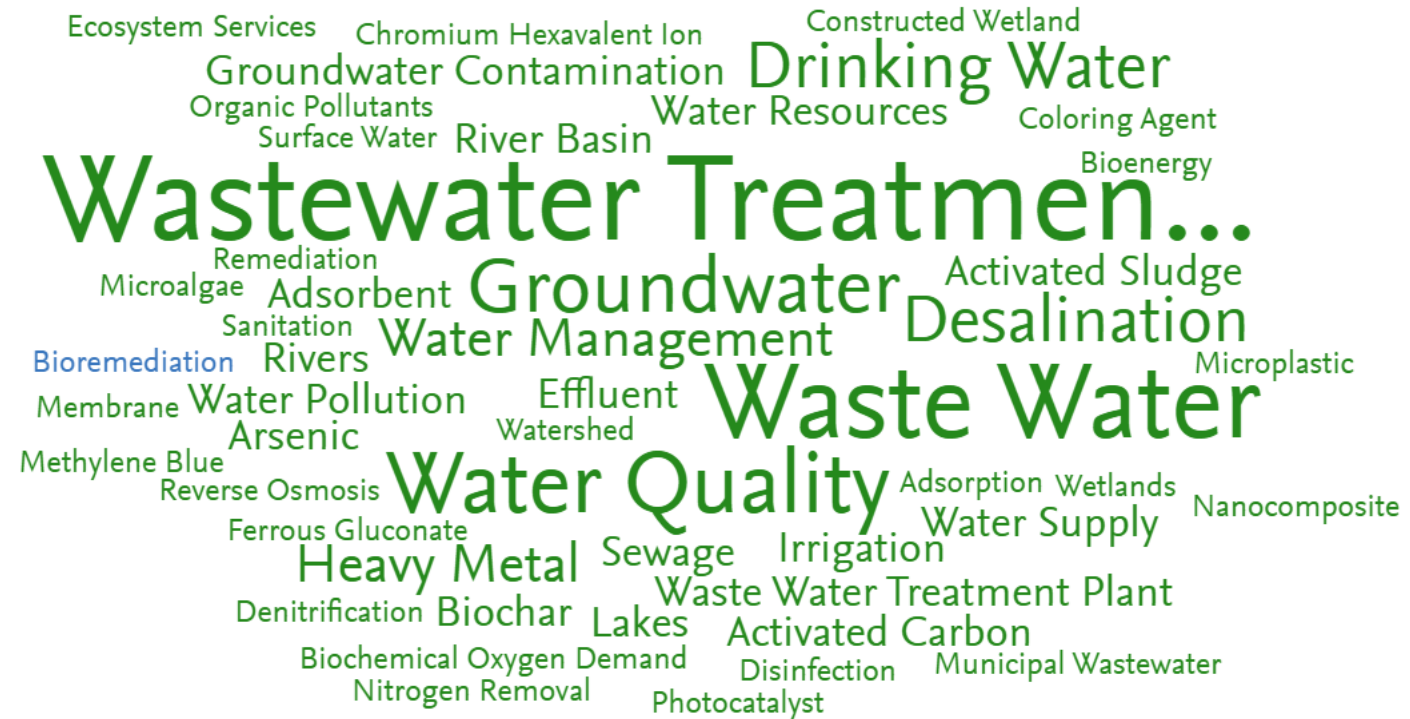 Ecosystem Services
Chromium Hexavalent Ion
Constructed Wetland
Groundwater Contamination
Drinking Water
Organic Pollutants
Water Resources
Coloring Agent
Surface Water
River Basin
Bioenergy
Wastewater Treatmen...
Remediation
Microalgae
Adsorbent
Groundwater
Activated Sludge
Sanitation
Water Management
Desalination
Bioremediation
Rivers
Microplastic
Membrane
Water Pollution
Effluent
Waste Water
Arsenic
Watershed
Methylene Blue
Reverse Osmosis
Water Quality
Adsorption
Wetlands
Nanocomposite
Ferrous Gluconate
Water Supply
Heavy Metal
Sewage
Irrigation
Waste Water Treatment Plant
Denitrification
Biochar
Lakes
Activated Carbon
Biochemical Oxygen Demand
Disinfection
Municipal Wastewater
Nitrogen Removal
Photocatalyst